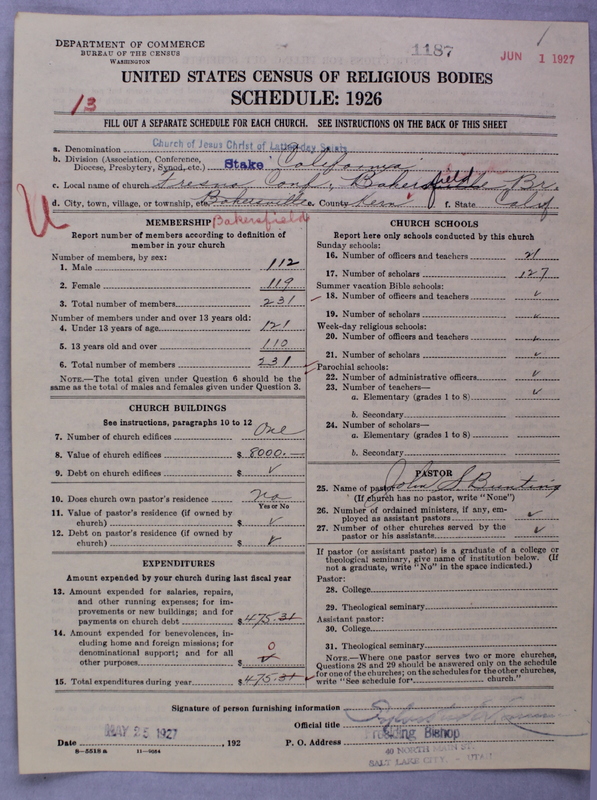 DEPARTMENT OF COMMERCE
BUREAU OF THE CENSUS
WASHINGTON
1187
JUN 1 1927
UNITED STATES CENSUS OF RELIGIOUS BODIES
SCHEDULE: 1926
13
FILL OUT A SEPARATE SCHEDULE FOR EACH CHURCH. SEE INSTRUCTIONS ON THE BACK OF THIS SHEET
a. Denomination Church of Jesus Christ of Latter-day Saints
b. Division (Association, Conference, Diocese, Presbytery, Synod, etc.) Stake California
c. Local name of church Fresno Conf. Bakersfield Br.
d. City, town, village, or township, Bakersville e. County Kern f. State Calif
U
MEMBERSHIP Bakersfield
Report number of members according to definition of
member in your church
Number of members, by sex:
1. Male 112
2. Female 119
3. Total number of members 231
Number of members under and over 13 years old:
4. Under 13 years of age 121
5. 13 years old and over 110
6. Total number of members 231
NOTE.—The total given under Question 6 should be
same as the total of males and females given under Question 3.
CHURCH BUILDINGS
See instructions, paragraphs 10 to 12
7. Number of church edifices One
8. Value of church edifices $ 8000.—
9. Debt on church edifices $ ✓
10. Does church own pastor's residence No
Yes or No
11. Value of pastor's residence (if owned by
church) $ ✓
12. Debt on pastor's residence (if owned by
church) $ ✓
EXPENDITURES
Amount expended by your church during last fiscal year
13. Amount expended for salaries, repairs,
and other running expenses; for im-
provements or new buildings; and for
payments on church debt $ 475.31
14. Amount expended for benevolences, in-
cluding home and foreign missions; for
denominational support; and for all
other purposes $ 0 ✓
15. Total expenditures during year $ 475.31
CHURCH SCHOOLS
Report here only schools conducted by this church
Sunday schools:
16. Number of officers and teachers 21
17. Number of scholars 127
Summer vacation Bible schools:
18. Number of officers and teachers ✓
19. Number of scholars ✓
Week-day religious schools:
20. Number of officers and teachers ✓
21. Number of scholars ✓
Parochial schools:
22. Number of administrative officers ✓
23. Number of teachers—
a. Elementary (grades 1 to 8) ✓
b. Secondary
24. Number of scholars—
a. Elementary (grades 1 to 8)
b. Secondary
PASTOR
25. Name of pastor John S. Bunting
(If church has no pastor, write "None")
26. Number of ordained ministers, if any, em-
ployed as assistant pastors ✓
27. Number of other churches served by the
pastor or his assistants ✓
If pastor (or assistant pastor) is a graduate of a college or
theological seminary, give name of institution below. (If
not a graduate, write "No" in the space indicated.)
Pastor:
28. College
29. Theological seminary
Assistant pastor:
30. College
31. Theological seminary
NOTE.—Where one pastor serves two or more churches,
Questions 28 and 29 should be answered only on the schedule
for one of the churches; on the schedules for the other churches,
write "See schedule for church."
Signature of person furnishing information
Official title Presiding Bishop
MAY 25 1927
Date , 192 P. O. Address 40 NORTH MAIN ST.
SALT LAKE CITY, - UTAH
8—5518 a 11—9084